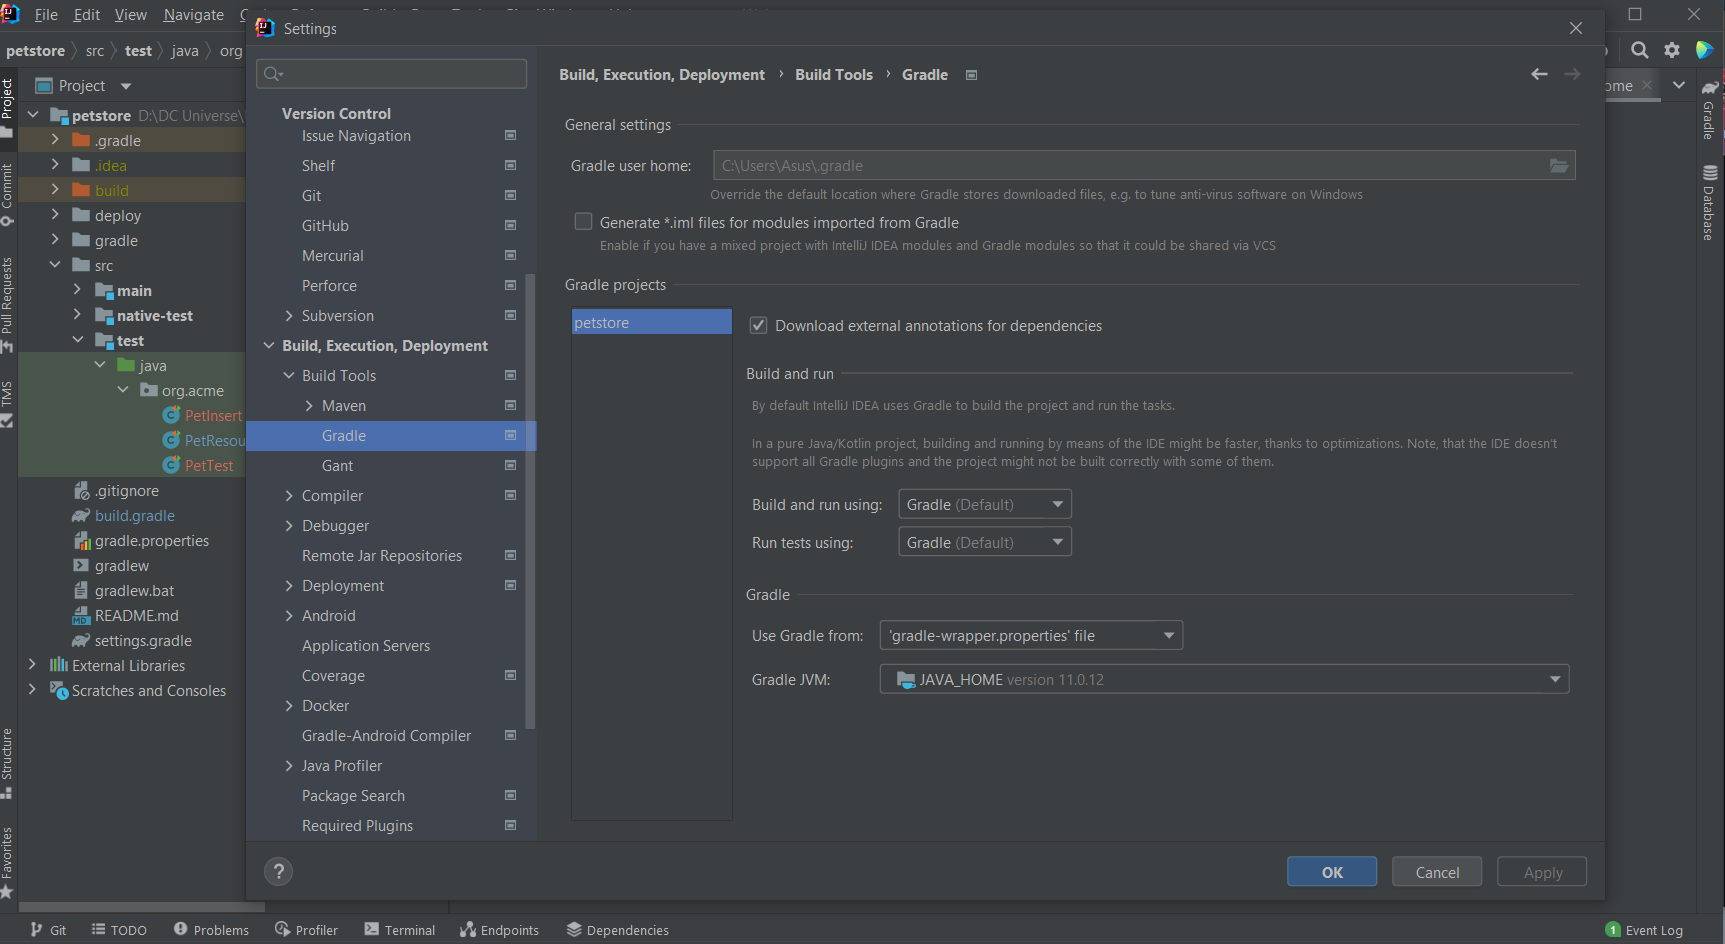 File Edit View Navigate
Settings
petstore src test java org
Project
petstore D:\DC Universe\
.gradle
.idea
build
deploy
gradle
src
main
native-test
test
java
org.acme
PetInsert
PetResou
PetTest
.gitignore
build.gradle
gradle.properties
gradlew
gradlew.bat
README.md
settings.gradle
External Libraries
Scratches and Consoles
Project
Commit
Pull Requests
TMS
Structure
Favorites
Version Control
Issue Navigation
Shelf
Git
GitHub
Mercurial
Perforce
Subversion
Build, Execution, Deployment
Build Tools
Maven
Gradle
Gant
Compiler
Debugger
Remote Jar Repositories
Deployment
Android
Application Servers
Coverage
Docker
Gradle-Android Compiler
Java Profiler
Package Search
Required Plugins
Build, Execution, Deployment › Build Tools › Gradle
General settings
Gradle user home: C:\Users\Asus\.gradle
Override the default location where Gradle stores downloaded files, e.g. to tune anti-virus software on Windows
Generate *.iml files for modules imported from Gradle
Enable if you have a mixed project with IntelliJ IDEA modules and Gradle modules so that it could be shared via VCS
Gradle projects
petstore
Download external annotations for dependencies
Build and run
By default IntelliJ IDEA uses Gradle to build the project and run the tasks.
In a pure Java/Kotlin project, building and running by means of the IDE might be faster, thanks to optimizations. Note, that the IDE doesn't
support all Gradle plugins and the project might not be built correctly with some of them.
Build and run using: Gradle (Default)
Run tests using: Gradle (Default)
Gradle
Use Gradle from: 'gradle-wrapper.properties' file
Gradle JVM: JAVA_HOME version 11.0.12
? OK Cancel Apply
ome
Gradle
Database
Git TODO Problems Profiler Terminal Endpoints Dependencies 1 Event Log